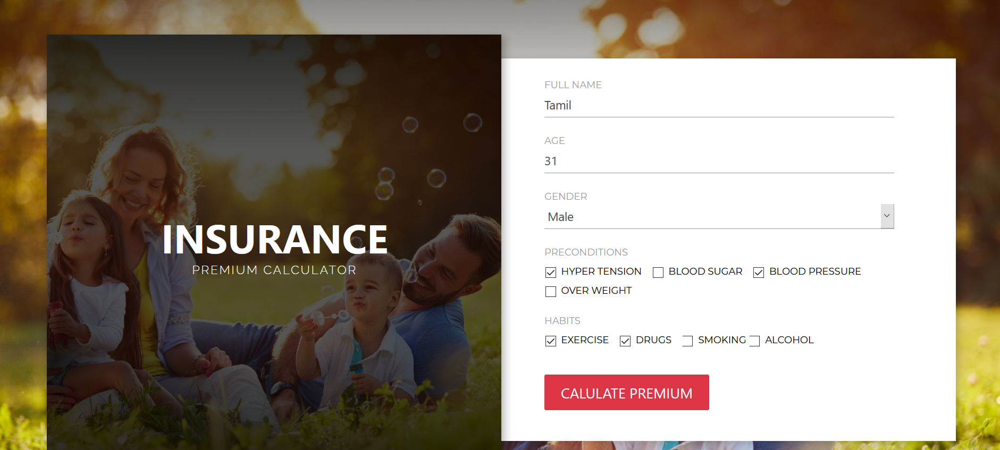 INSURANCE
PREMIUM CALCULATOR
FULL NAME
Tamil
AGE
31
GENDER
Male
PRECONDITIONS
HYPER TENSION BLOOD SUGAR BLOOD PRESSURE
OVER WEIGHT
HABITS
EXERCISE DRUGS SMOKING ALCOHOL
CALULATE PREMIUM